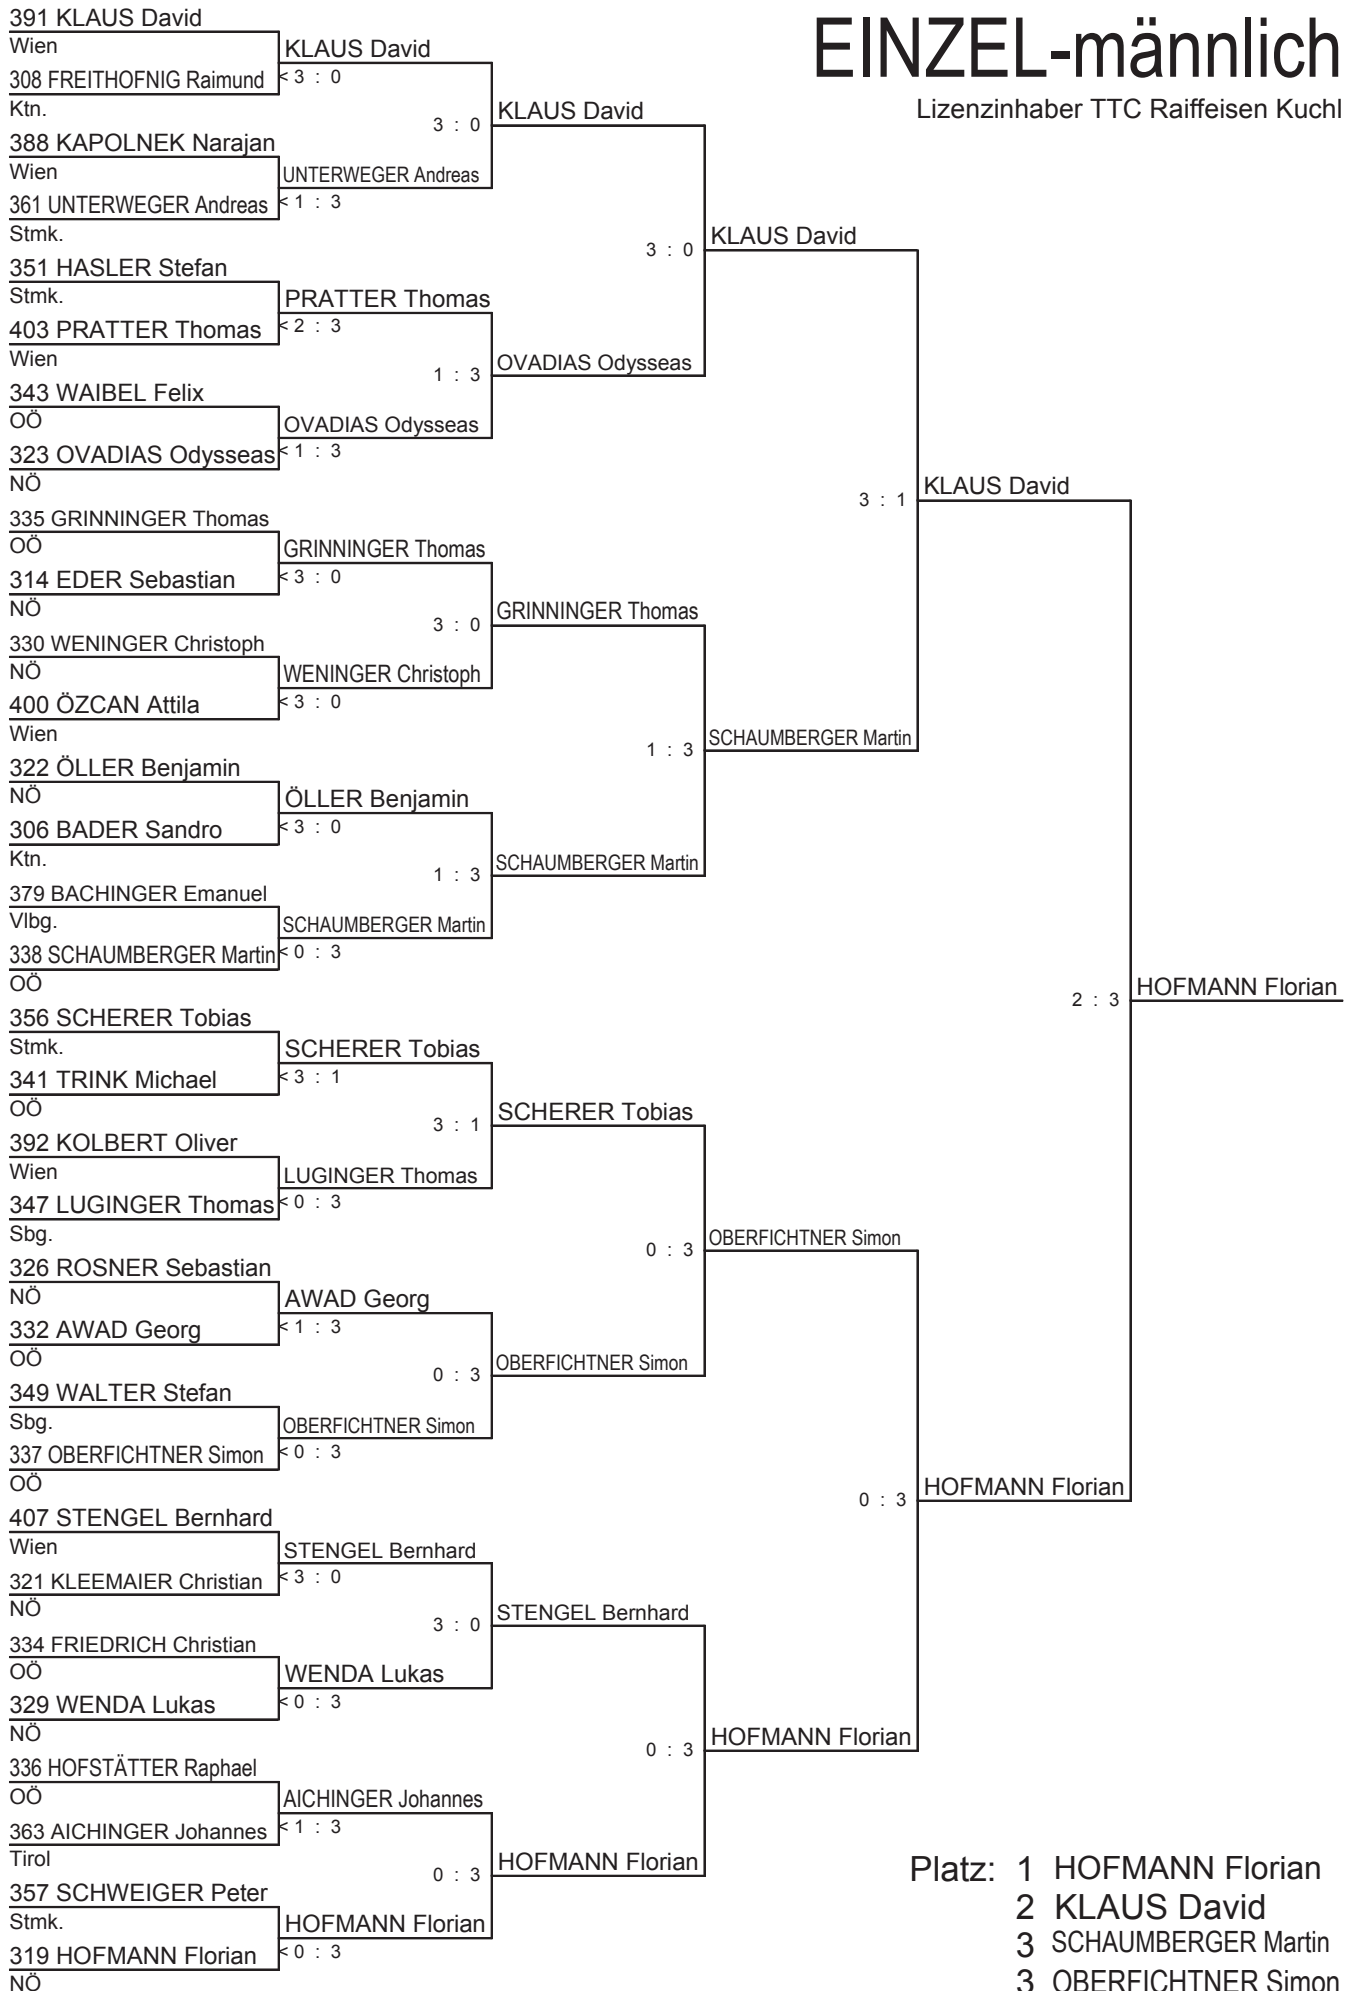 EINZEL-männlich
Lizenzinhaber TTC Raiffeisen Kuchl
391 KLAUS David
Wien
KLAUS David
308 FREITHOFNIG Raimund
< 3 : 0
Ktn.
3 : 0
KLAUS David
388 KAPOLNEK Narajan
Wien
UNTERWEGER Andreas
361 UNTERWEGER Andreas
< 1 : 3
Stmk.
3 : 0
KLAUS David
351 HASLER Stefan
Stmk.
PRATTER Thomas
403 PRATTER Thomas
< 2 : 3
Wien
1 : 3
OVADIAS Odysseas
343 WAIBEL Felix
OÖ
OVADIAS Odysseas
323 OVADIAS Odysseas
< 1 : 3
NÖ
3 : 1
KLAUS David
335 GRINNINGER Thomas
OÖ
GRINNINGER Thomas
314 EDER Sebastian
< 3 : 0
NÖ
3 : 0
GRINNINGER Thomas
330 WENINGER Christoph
NÖ
WENINGER Christoph
400 ÖZCAN Attila
< 3 : 0
Wien
1 : 3
SCHAUMBERGER Martin
322 ÖLLER Benjamin
NÖ
ÖLLER Benjamin
306 BADER Sandro
< 3 : 0
Ktn.
1 : 3
SCHAUMBERGER Martin
379 BACHINGER Emanuel
Vlbg.
SCHAUMBERGER Martin
338 SCHAUMBERGER Martin
< 0 : 3
OÖ
2 : 3
HOFMANN Florian
356 SCHERER Tobias
Stmk.
SCHERER Tobias
341 TRINK Michael
< 3 : 1
OÖ
3 : 1
SCHERER Tobias
392 KOLBERT Oliver
Wien
LUGINGER Thomas
347 LUGINGER Thomas
< 0 : 3
Sbg.
0 : 3
OBERFICHTNER Simon
326 ROSNER Sebastian
NÖ
AWAD Georg
332 AWAD Georg
< 1 : 3
OÖ
0 : 3
OBERFICHTNER Simon
349 WALTER Stefan
Sbg.
OBERFICHTNER Simon
337 OBERFICHTNER Simon
< 0 : 3
OÖ
0 : 3
HOFMANN Florian
407 STENGEL Bernhard
Wien
STENGEL Bernhard
321 KLEEMAIER Christian
< 3 : 0
NÖ
3 : 0
STENGEL Bernhard
334 FRIEDRICH Christian
OÖ
WENDA Lukas
329 WENDA Lukas
< 0 : 3
NÖ
0 : 3
HOFMANN Florian
336 HOFSTÄTTER Raphael
OÖ
AICHINGER Johannes
363 AICHINGER Johannes
< 1 : 3
Tirol
0 : 3
HOFMANN Florian
357 SCHWEIGER Peter
Stmk.
HOFMANN Florian
319 HOFMANN Florian
< 0 : 3
NÖ
Platz: 1 HOFMANN Florian
2 KLAUS David
3 SCHAUMBERGER Martin
3 OBERFICHTNER Simon